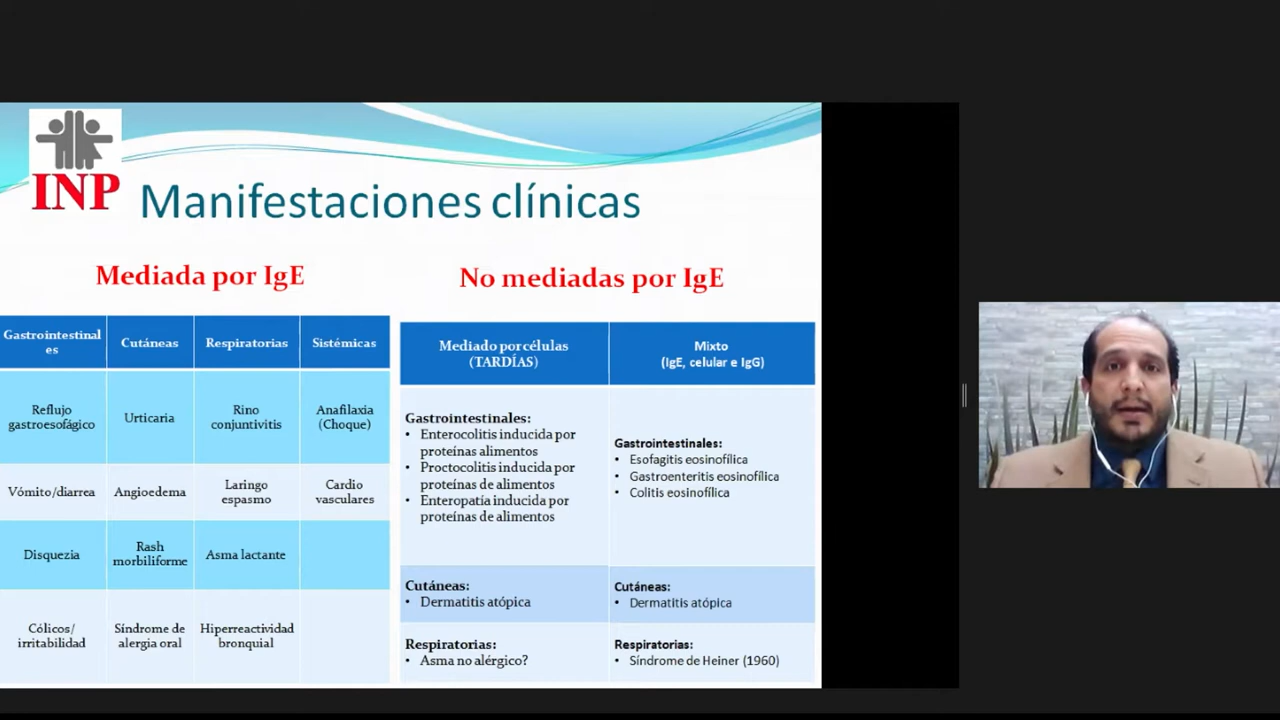 INP
Manifestaciones clínicas
Mediada por IgE
Gastrointestinal
es
Cutáneas
Respiratorias
Sistémicas
Reflujo
gastroesofágico
Urticaria
Rino
conjuntivitis
Anafilaxia
(Choque)
Vómito/diarrea
Angioedema
Laringo
espasmo
Cardio
vasculares
Disquezia
Rash
morbiliforme
Asma lactante
Cólicos/
irritabilidad
Síndrome de
alergia oral
Hiperreactividad
bronquial
No mediadas por IgE
Mediado por células
(TARDÍAS)
Mixto
(IgE, celular e IgG)
Gastrointestinales:
• Enterocolitis inducida por
proteínas alimentos
• Proctocolitis inducida por
proteínas de alimentos
• Enteropatía inducida por
proteínas de alimentos
Gastrointestinales:
• Esofagitis eosinofílica
• Gastroenteritis eosinofílica
• Colitis eosinofílica
Cutáneas:
• Dermatitis atópica
Cutáneas:
• Dermatitis atópica
Respiratorias:
• Asma no alérgico?
Respiratorias:
• Síndrome de Heiner (1960)